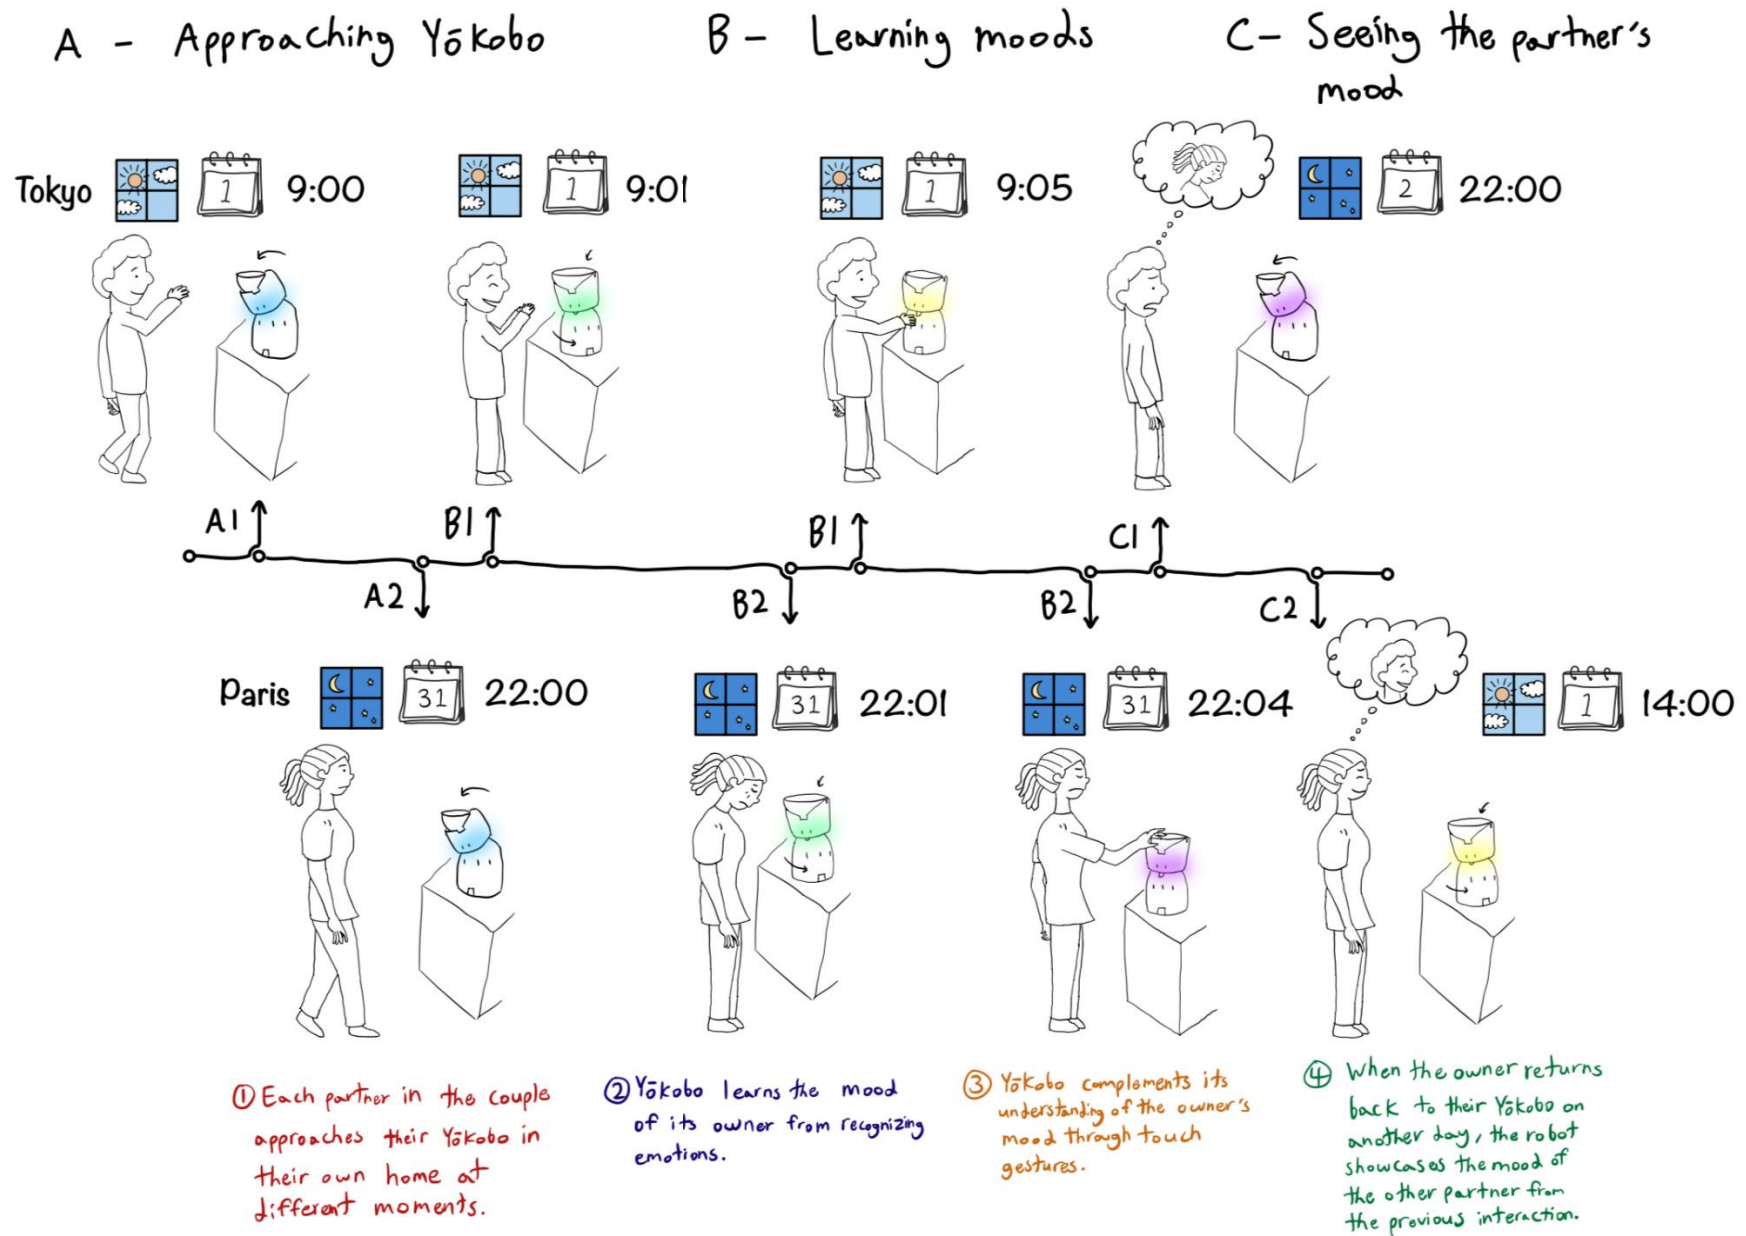 A - Approaching Yōkobo
B - Learning moods
C- Seeing the partner's
mood
Tokyo
1
9:00
1
9:01
1
9:05
2
22:00
A1
B1
B1
C1
A2
B2
B2
C2
Paris
31
22:00
31
22:01
31
22:04
1
14:00
① Each partner in the couple
approaches their Yōkobo in
their own home at
different moments.
② Yōkobo learns the mood
of its owner from recognizing
emotions.
③ Yōkobo complements its
understanding of the owner's
mood through touch
gestures.
④ When the owner returns
back to their Yōkobo on
another day, the robot
showcases the mood of
the other partner from
the previous interaction.